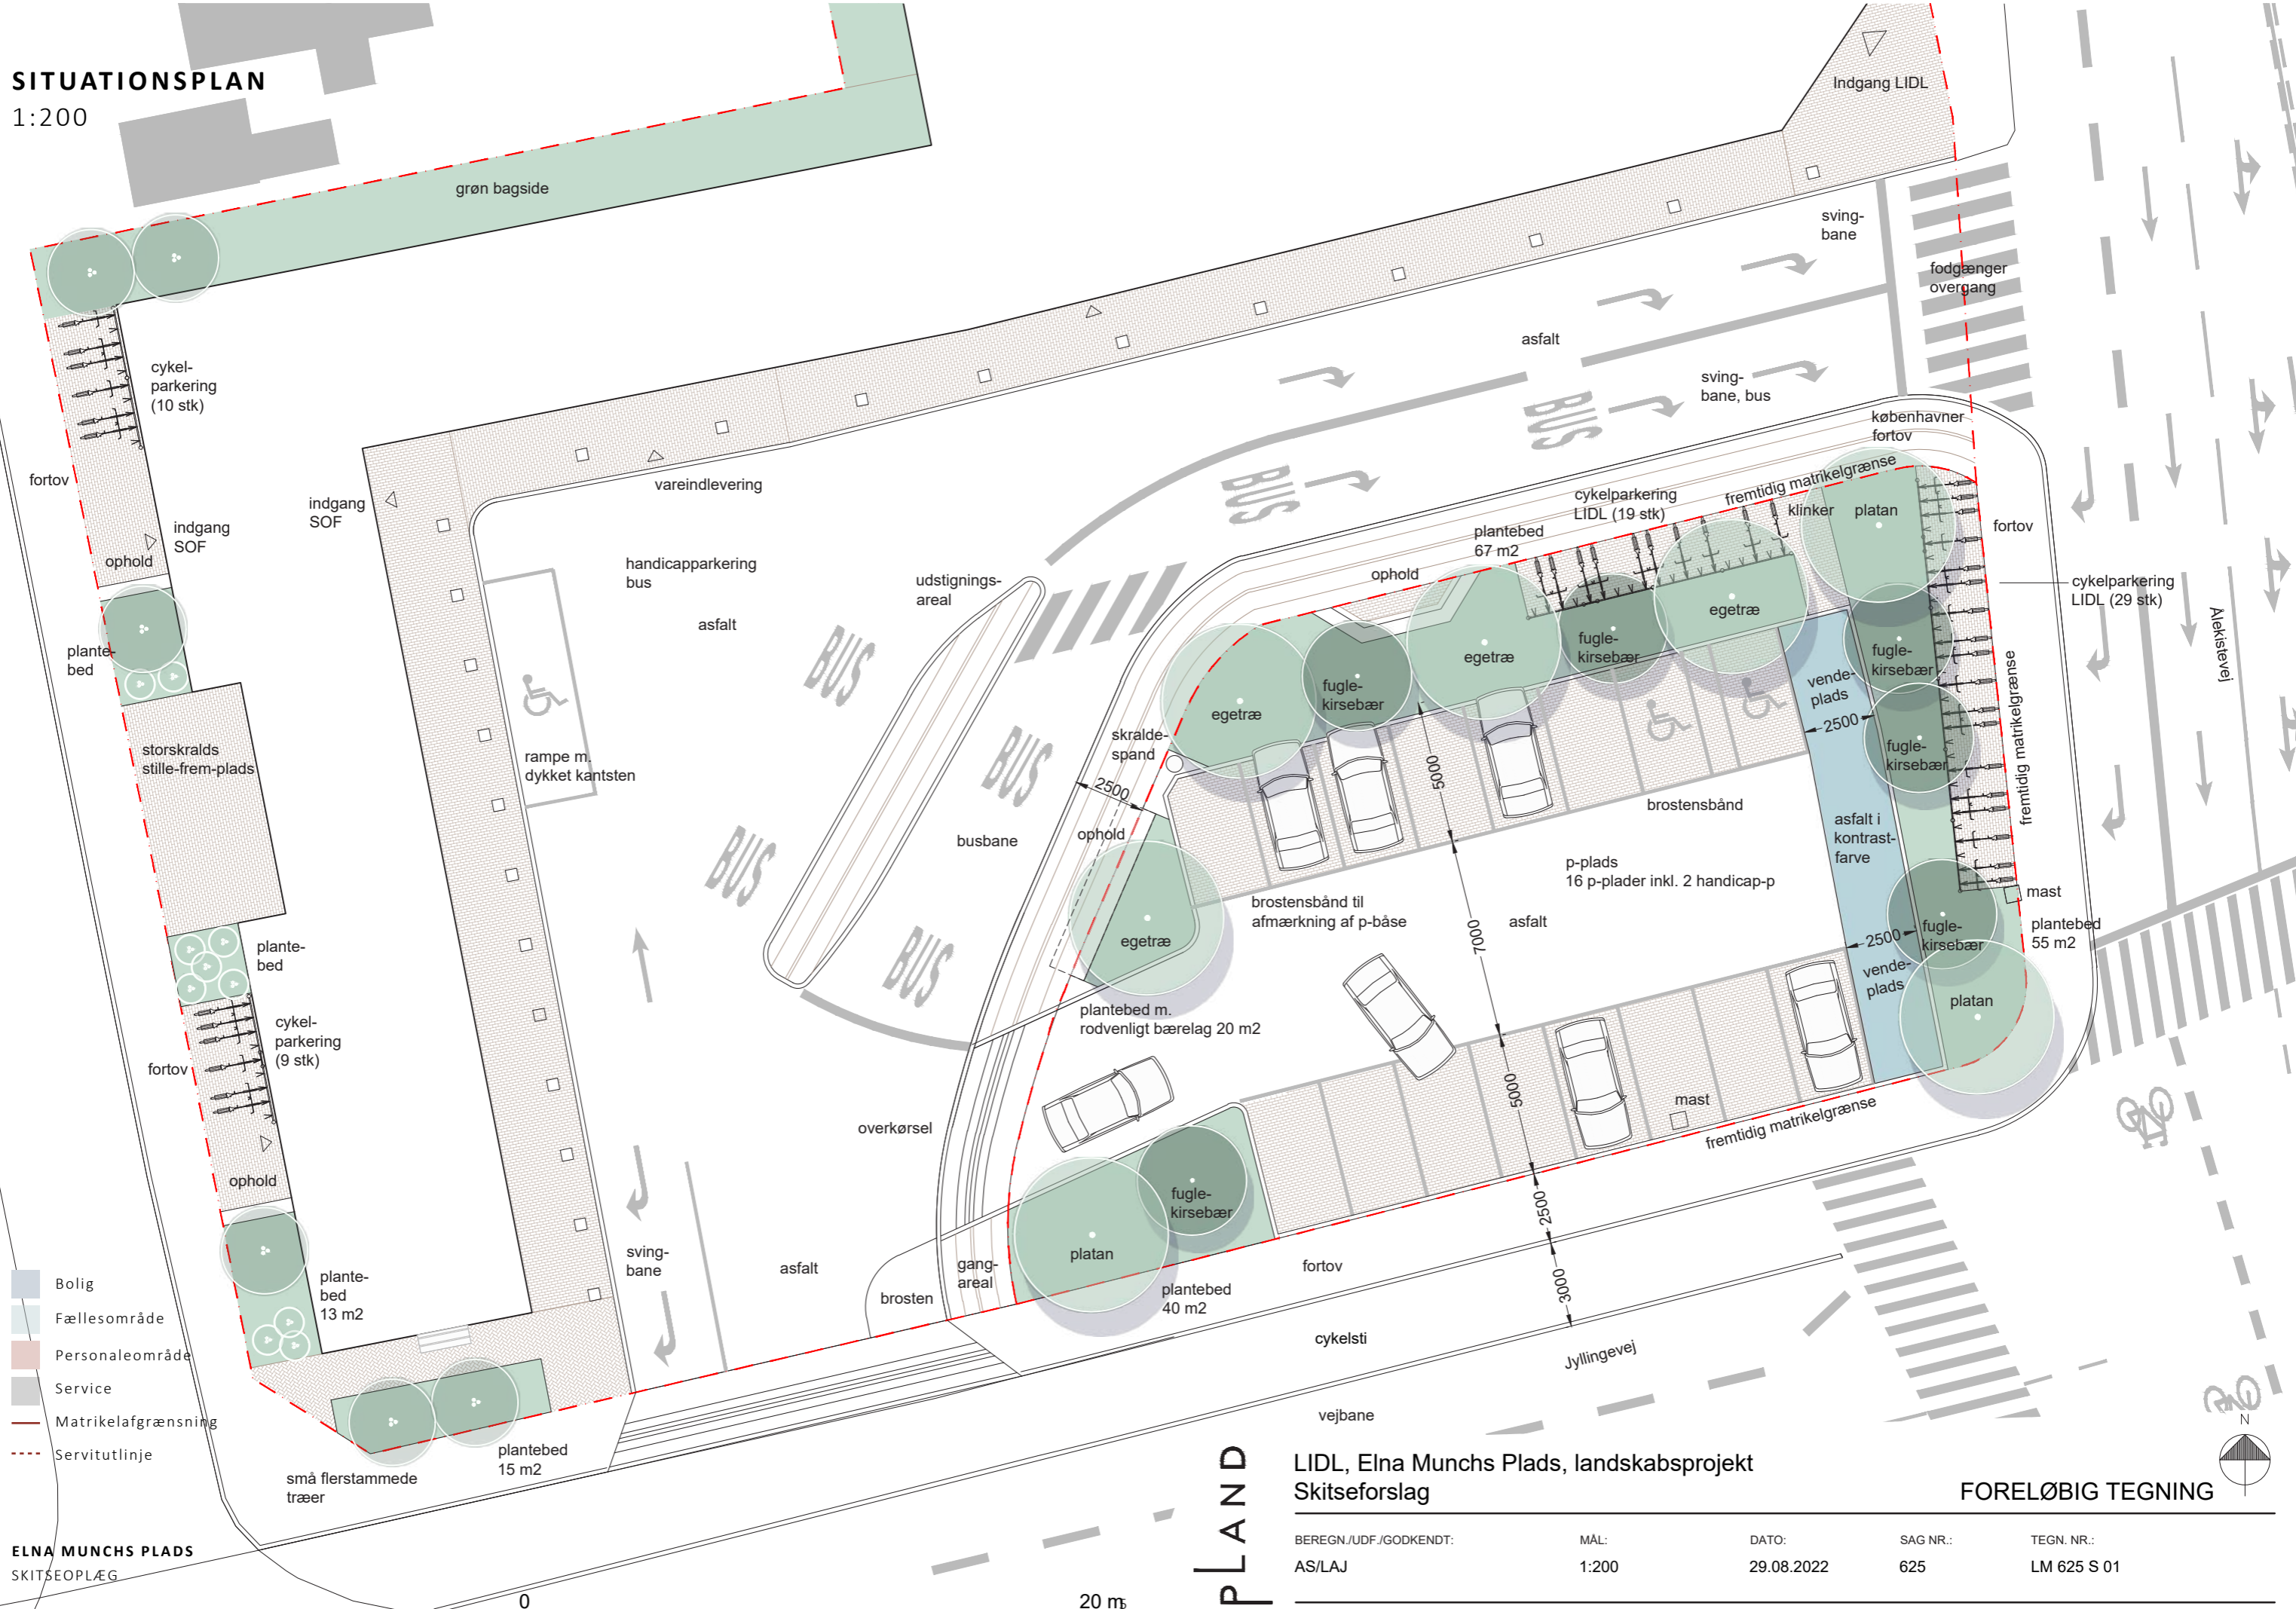 SITUATIONSPLAN
1:200
grøn bagside
Indgang LIDL
sving-
bane
fodgænger
overgang
asfalt
sving-
bane, bus
BUS
BUS
københavner
fortov
fremtidig matrikelgrænse
cykelparkering
LIDL (19 stk)
klinker
platan
fortov
plantebed
67 m2
ophold
cykelparkering
LIDL (29 stk)
Ålekistevej
cykel-
parkering
(10 stk)
fortov
indgang
SOF
indgang
SOF
ophold
vareindlevering
handicapparkering
bus
asfalt
udstignings-
areal
BUS
BUS
BUS
BUS
plante-
bed
storskralds
stille-frem-plads
rampe m.
dykket kantsten
egetræ
fugle-
kirsebær
egetræ
fugle-
kirsebær
egetræ
fugle-
kirsebær
vende-
plads
2500
fugle-
kirsebær
fremtidig matrikelgrænse
skralde-
spand
2500
5000
brostensbånd
busbane
ophold
asfalt i
kontrast-
farve
p-plads
16 p-plader inkl. 2 handicap-p
mast
brostensbånd til
afmærkning af p-båse
asfalt
7000
egetræ
2500
fugle-
kirsebær
plantebed
55 m2
vende-
plads
platan
plantebed m.
rodvenligt bærelag 20 m2
plante-
bed
cykel-
parkering
(9 stk)
fortov
5000
mast
fremtidig matrikelgrænse
overkørsel
ophold
fugle-
kirsebær
platan
2500
sving-
bane
asfalt
gang-
areal
fortov
brosten
plantebed
40 m2
3000
cykelsti
Jyllingevej
vejbane
plante-
bed
13 m2
Bolig
Fællesområde
Personaleområde
Service
Matrikelafgrænsning
Servitutlinje
små flerstammede
træer
plantebed
15 m2
ELNA MUNCHS PLADS
SKITSEOPLÆG
0
20 m
PLAND
LIDL, Elna Munchs Plads, landskabsprojekt
Skitseforslag
FORELØBIG TEGNING
N
BEREGN./UDF./GODKENDT:
AS/LAJ
MÅL:
1:200
DATO:
29.08.2022
SAG NR.:
625
TEGN. NR.:
LM 625 S 01